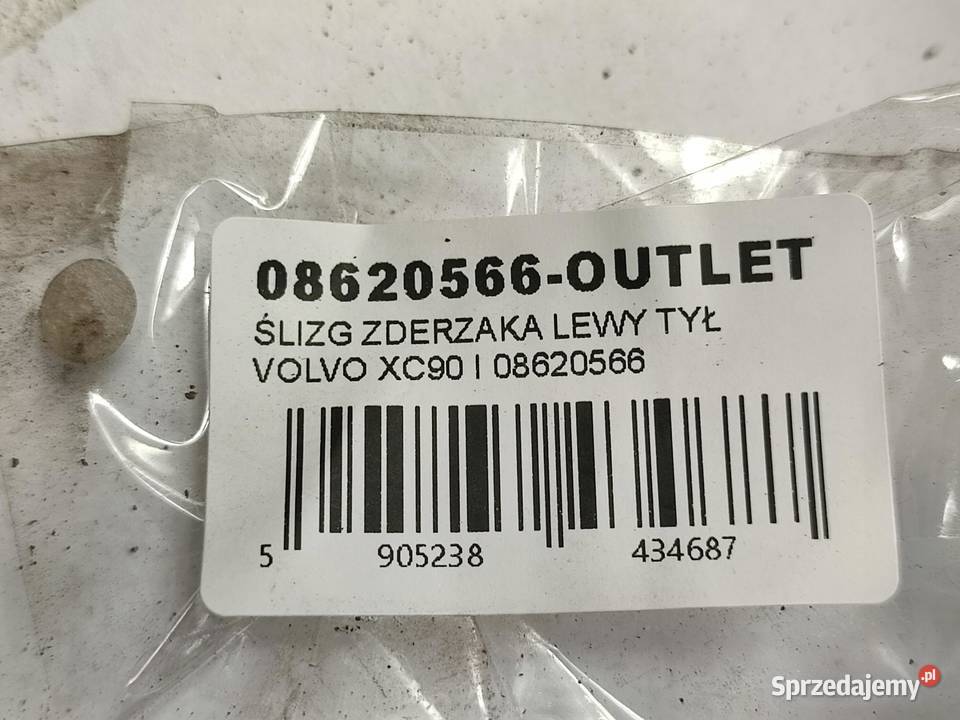 08620566-OUTLET
ŚLIZG ZDERZAKA LEWY TYŁ
VOLVO XC90 I 08620566
5 905238 434687
Sprzedajemy.pl